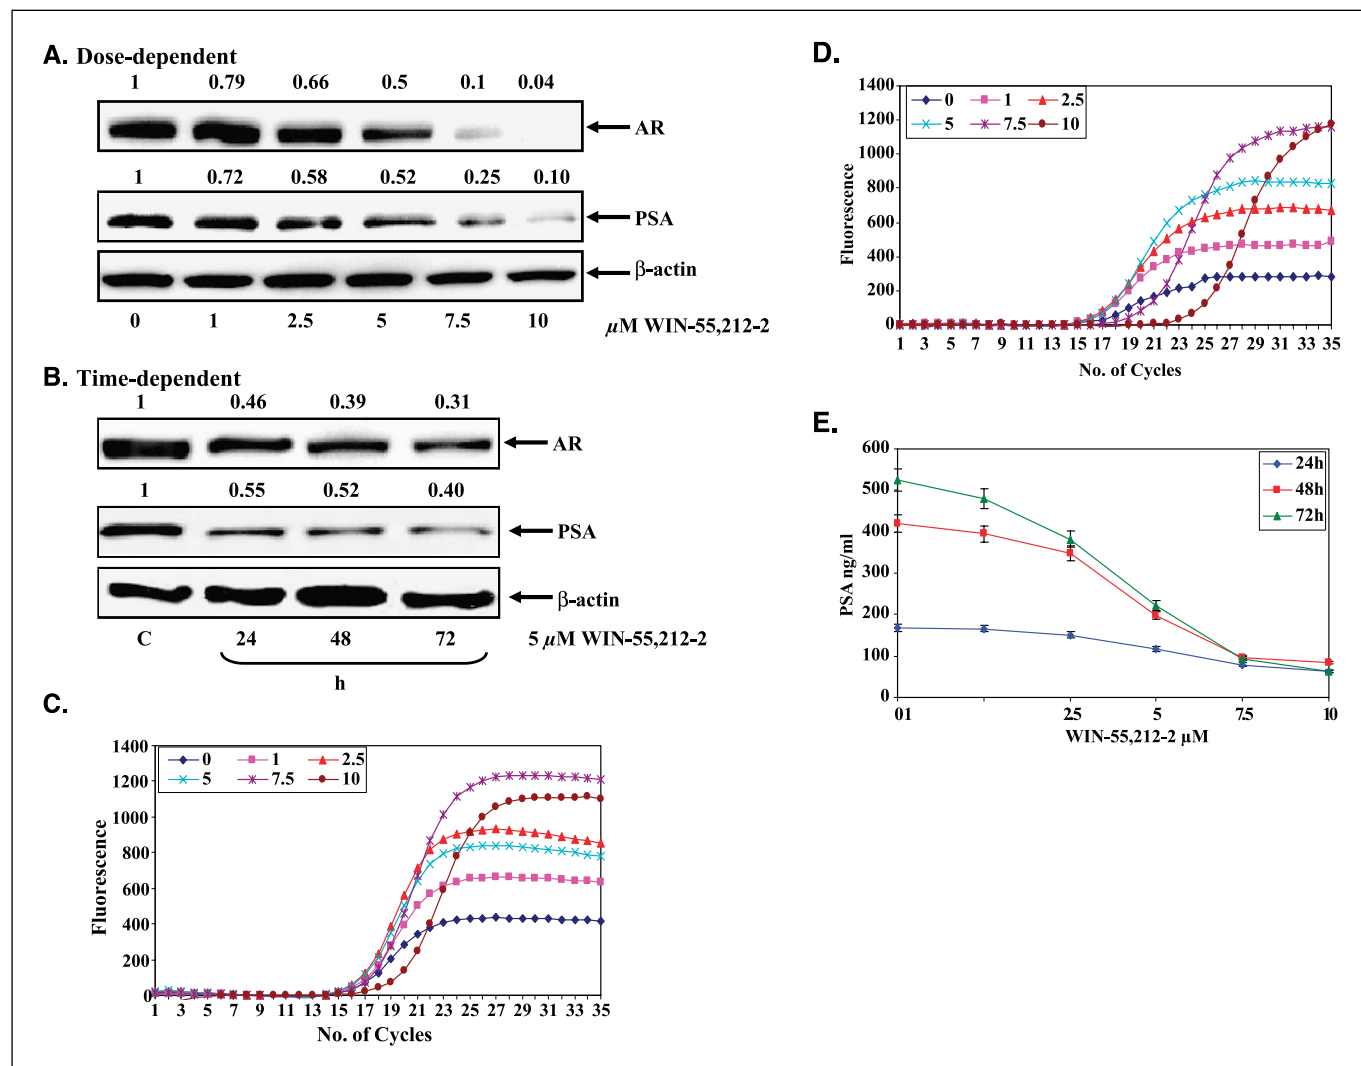 A. Dose-dependent
1 0.79 0.66 0.5 0.1 0.04
AR
1 0.72 0.58 0.52 0.25 0.10
PSA
β-actin
0 1 2.5 5 7.5 10 µM WIN-55,212-2
B. Time-dependent
1 0.46 0.39 0.31
AR
1 0.55 0.52 0.40
PSA
β-actin
C 24 48 72 5 µM WIN-55,212-2
h
C.
1400
1200
1000
800
600
400
200
0
Fluorescence
0 1 2.5
5 7.5 10
1 3 5 7 9 11 13 15 17 19 21 23 25 27 29 31 33 35
No. of Cycles
D.
1400
1200
1000
800
600
400
200
0
Fluorescence
0 1 2.5
5 7.5 10
1 3 5 7 9 11 13 15 17 19 21 23 25 27 29 31 33 35
No. of Cycles
E.
600
500
400
300
200
100
0
PSA ng/ml
24h
48h
72h
01 25 5 75 10
WIN-55,212-2 µM